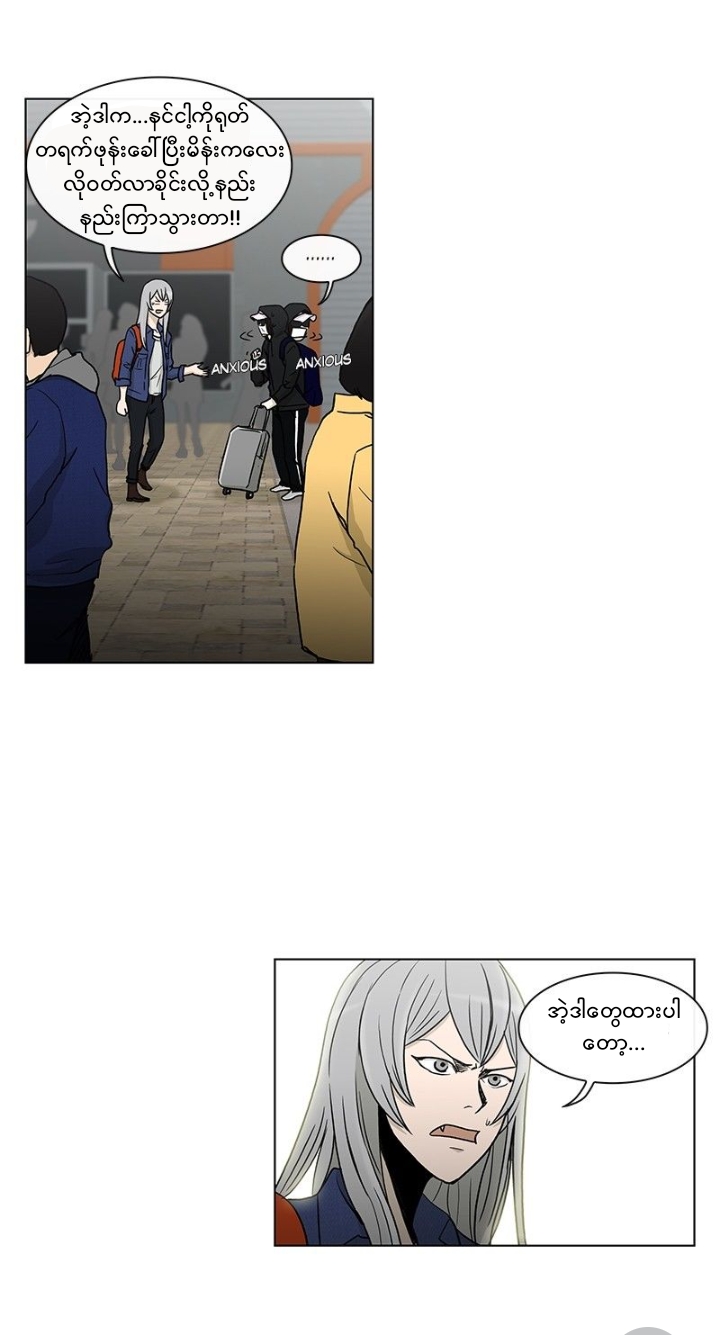 အဲ့ဒါက...နင်ငါ့ကိုရုတ်
တရက်ဖုန်းခေါ်ပြီးမိန်းကလေး
လိုဝတ်လာခိုင်းလို့နည်း
နည်းကြာသွားတာ!!
......
ANXIOUS
ANXIOUS
အဲ့ဒါတွေထားပါ
တော့...